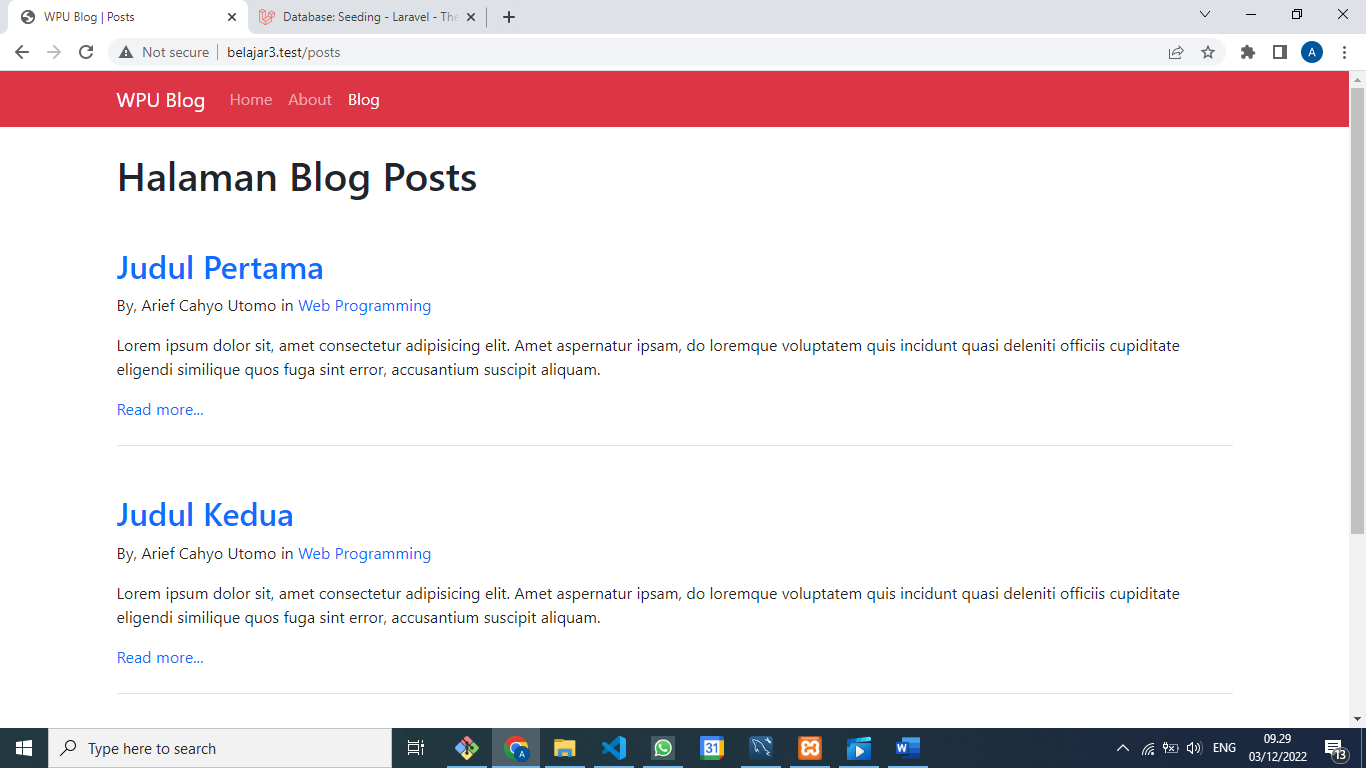 WPU Blog | Posts
Database: Seeding - Laravel - The
Not secure
belajar3.test/posts
A
WPU Blog
Home
About
Blog
Halaman Blog Posts
Judul Pertama
By, Arief Cahyo Utomo in Web Programming
Lorem ipsum dolor sit, amet consectetur adipisicing elit. Amet aspernatur ipsam, do loremque voluptatem quis incidunt quasi deleniti officiis cupiditate
eligendi similique quos fuga sint error, accusantium suscipit aliquam.
Read more...
Judul Kedua
By, Arief Cahyo Utomo in Web Programming
Lorem ipsum dolor sit, amet consectetur adipisicing elit. Amet aspernatur ipsam, do loremque voluptatem quis incidunt quasi deleniti officiis cupiditate
eligendi similique quos fuga sint error, accusantium suscipit aliquam.
Read more...
Type here to search
A
31
W
ENG
09.29
03/12/2022
13